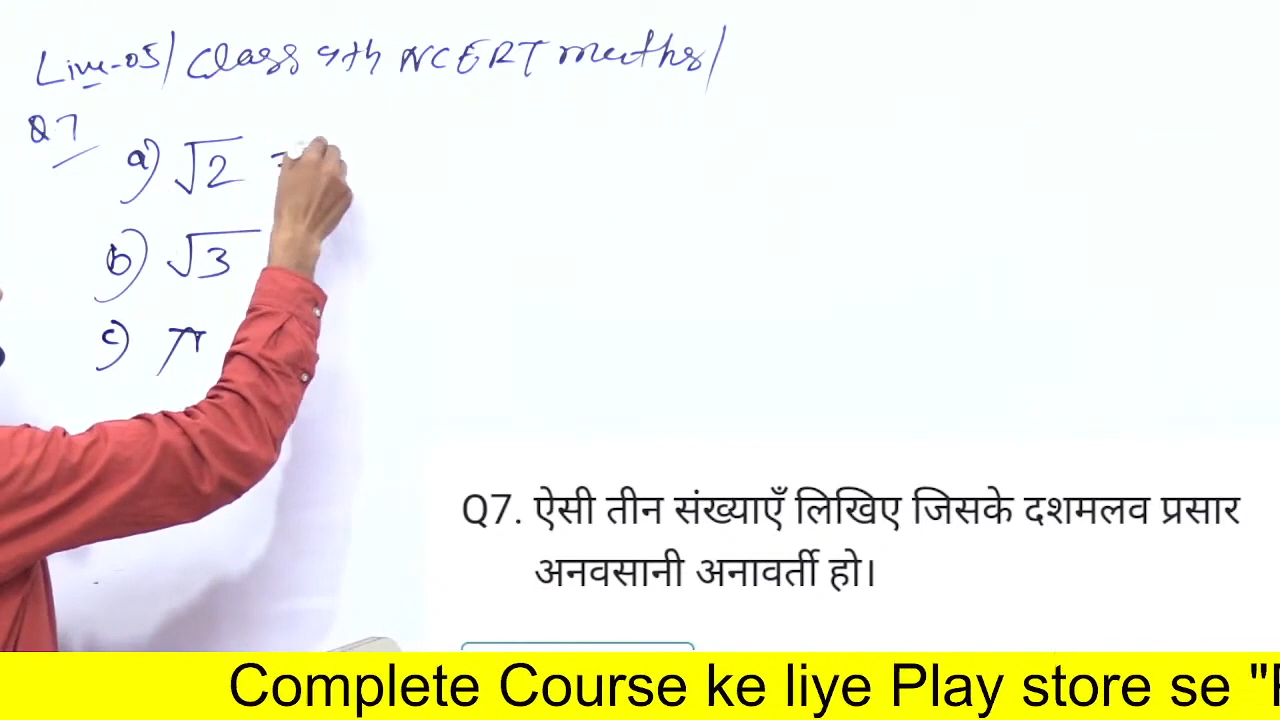 Live-05/ Class 9th NCERT maths/
Q7
a) √2 =
b) √3
c) π
Q7. ऐसी तीन संख्याएँ लिखिए जिसके दशमलव प्रसार
अनवसानी अनावर्ती हो।
Complete Course ke liye Play store se "